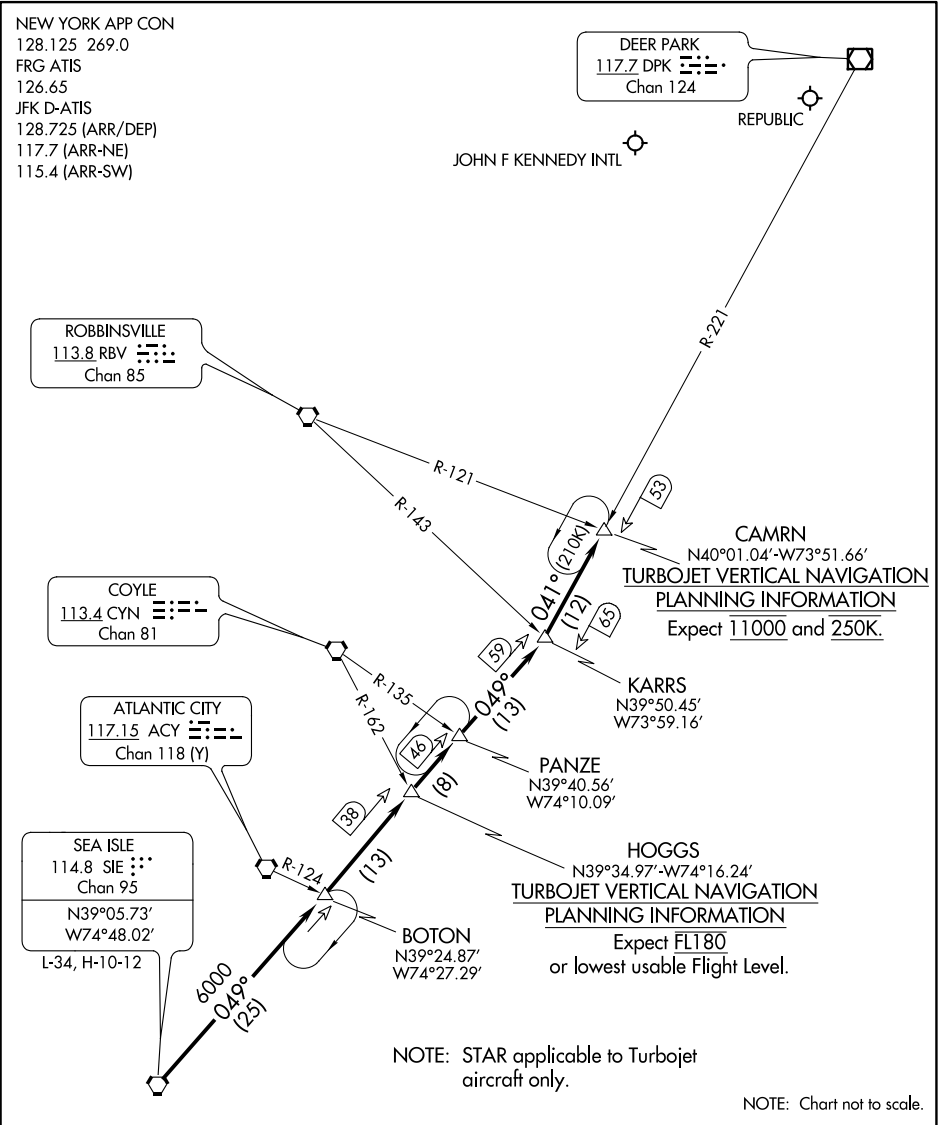 NEW YORK APP CON
128.125 269.0
FRG ATIS
126.65
JFK D-ATIS
128.725 (ARR/DEP)
117.7 (ARR-NE)
115.4 (ARR-SW)
DEER PARK
117.7 DPK
Chan 124
REPUBLIC
JOHN F KENNEDY INTL
R-221
ROBBINSVILLE
113.8 RBV
Chan 85
R-121
R-143
53
CAMRN
N40°01.04′-W73°51.66′
TURBOJET VERTICAL NAVIGATION
PLANNING INFORMATION
Expect 11000 and 250K.
041° (210K)
(12)
65
59
KARRS
N39°50.45′
W73°59.16′
COYLE
113.4 CYN
Chan 81
R-135
R-162
049°
(13)
46
PANZE
N39°40.56′
W74°10.09′
(8)
ATLANTIC CITY
117.15 ACY
Chan 118 (Y)
38
HOGGS
N39°34.97′-W74°16.24′
TURBOJET VERTICAL NAVIGATION
PLANNING INFORMATION
Expect FL180
or lowest usable Flight Level.
(13)
R-124
SEA ISLE
114.8 SIE
Chan 95
N39°05.73′
W74°48.02′
L-34, H-10-12
BOTON
N39°24.87′
W74°27.29′
6000
049°
(25)
NOTE: STAR applicable to Turbojet
aircraft only.
NOTE: Chart not to scale.